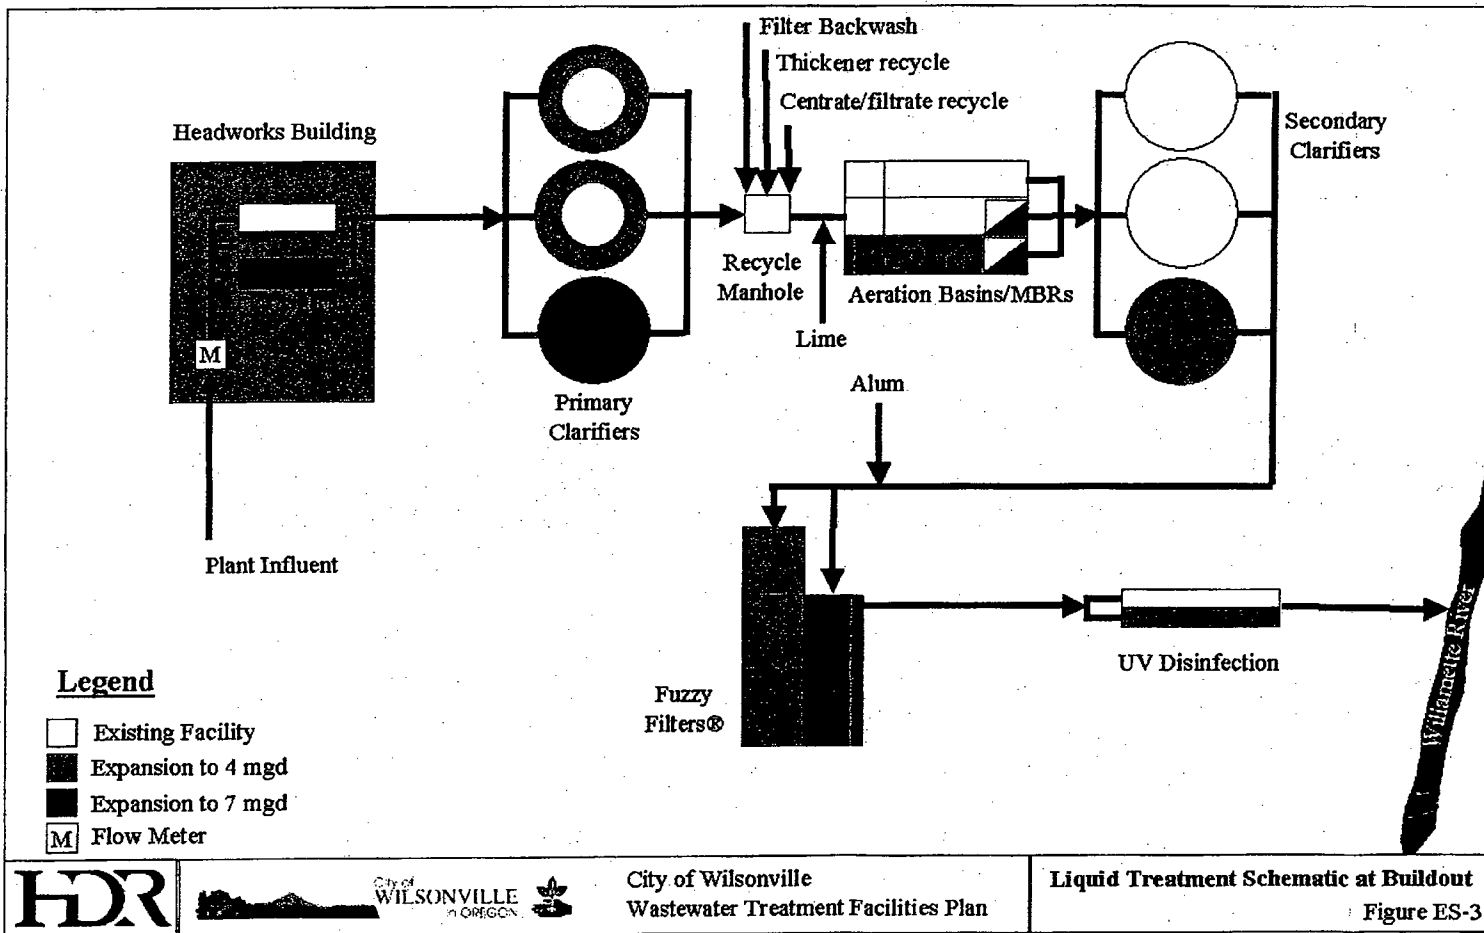 Filter Backwash
Thickener recycle
Centrate/filtrate recycle
Headworks Building
Secondary
Clarifiers
Recycle
Manhole
Aeration Basins/MBRs
Lime
M
Primary
Clarifiers
Alum
Plant Influent
Fuzzy
Filters®
UV Disinfection
Willamette River
Legend
Existing Facility
Expansion to 4 mgd
Expansion to 7 mgd
M Flow Meter
HDR
City of
WILSONVILLE
in OREGON
City of Wilsonville
Wastewater Treatment Facilities Plan
Liquid Treatment Schematic at Buildout
Figure ES-3